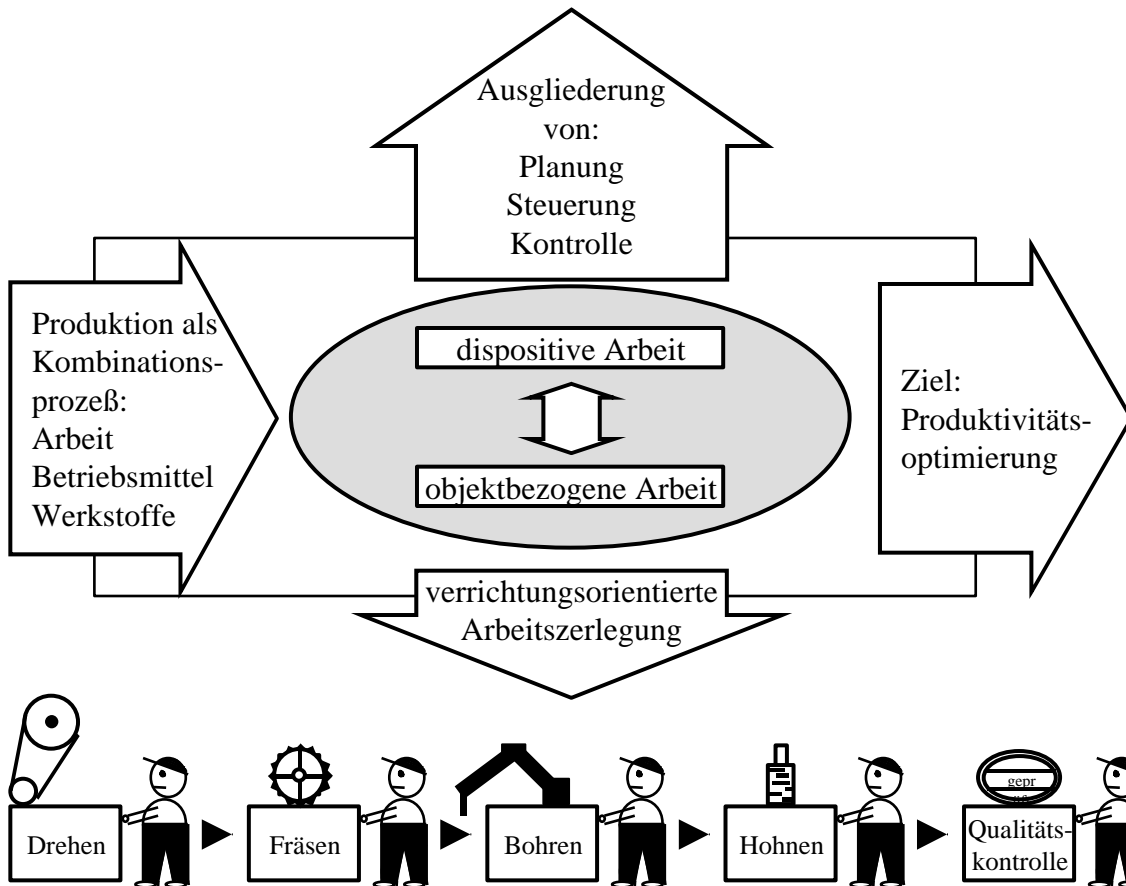 Ausgliederung
von:
Planung
Steuerung
Kontrolle
Produktion als
Kombinations-
prozeß:
Arbeit
Betriebsmittel
Werkstoffe
dispositive Arbeit
objektbezogene Arbeit
Ziel:
Produktivitäts-
optimierung
verrichtungsorientierte
Arbeitszerlegung
gepr
Drehen
Fräsen
Bohren
Hohnen
Qualitäts-
kontrolle